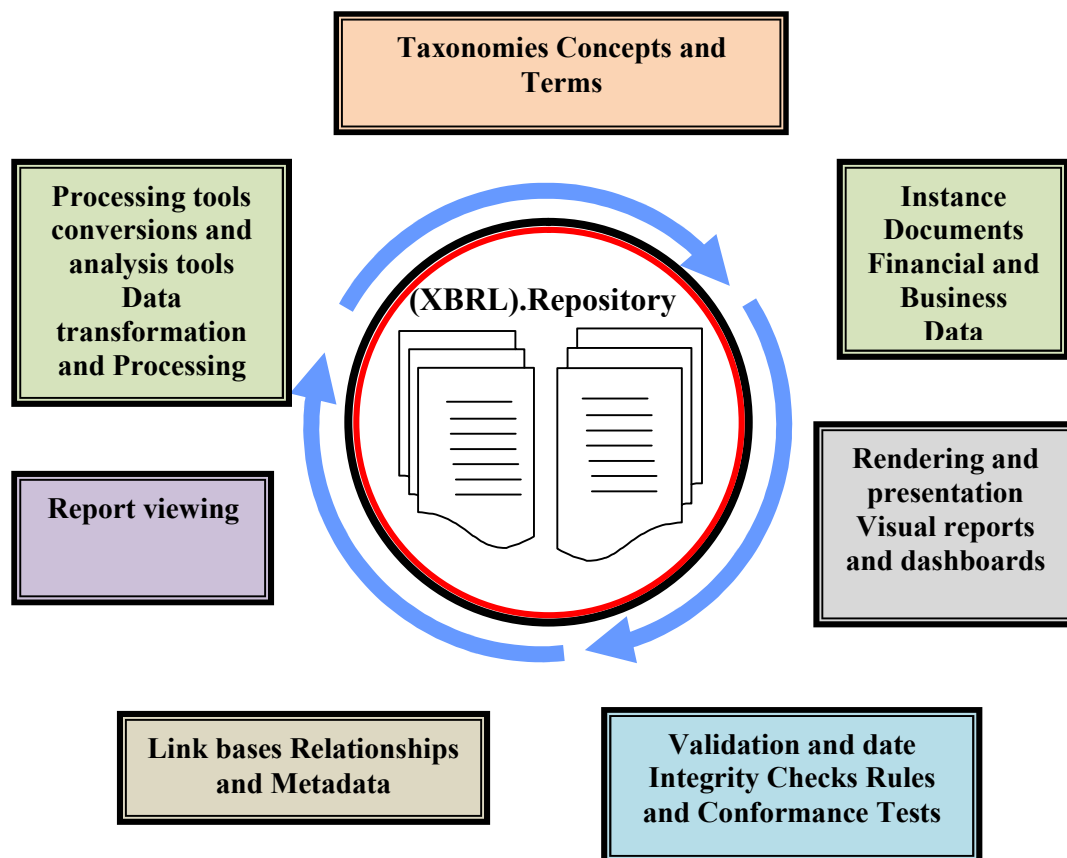 Taxonomies Concepts and
Terms
Processing tools
conversions and
analysis tools
Data
transformation
and Processing
Instance
Documents
Financial and
Business
Data
(XBRL).Repository
Report viewing
Rendering and
presentation
Visual reports
and dashboards
Link bases Relationships
and Metadata
Validation and date
Integrity Checks Rules
and Conformance Tests